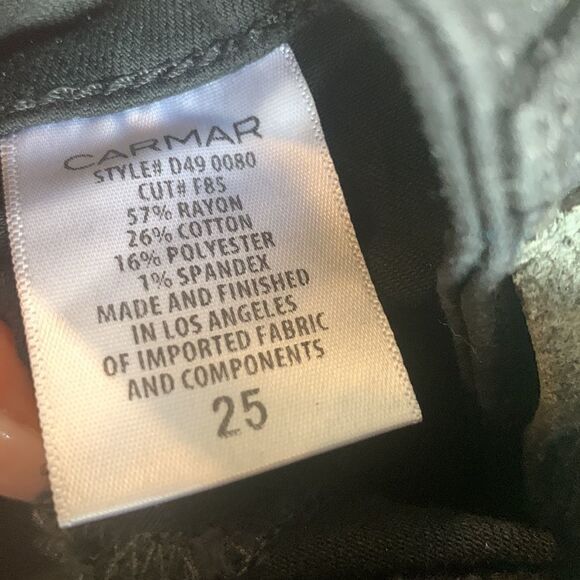 CARMAR
STYLE# D49 0080
CUT# F85
57% RAYON
26% COTTON
16% POLYESTER
1% SPANDEX
MADE AND FINISHED
IN LOS ANGELES
OF IMPORTED FABRIC
AND COMPONENTS
25